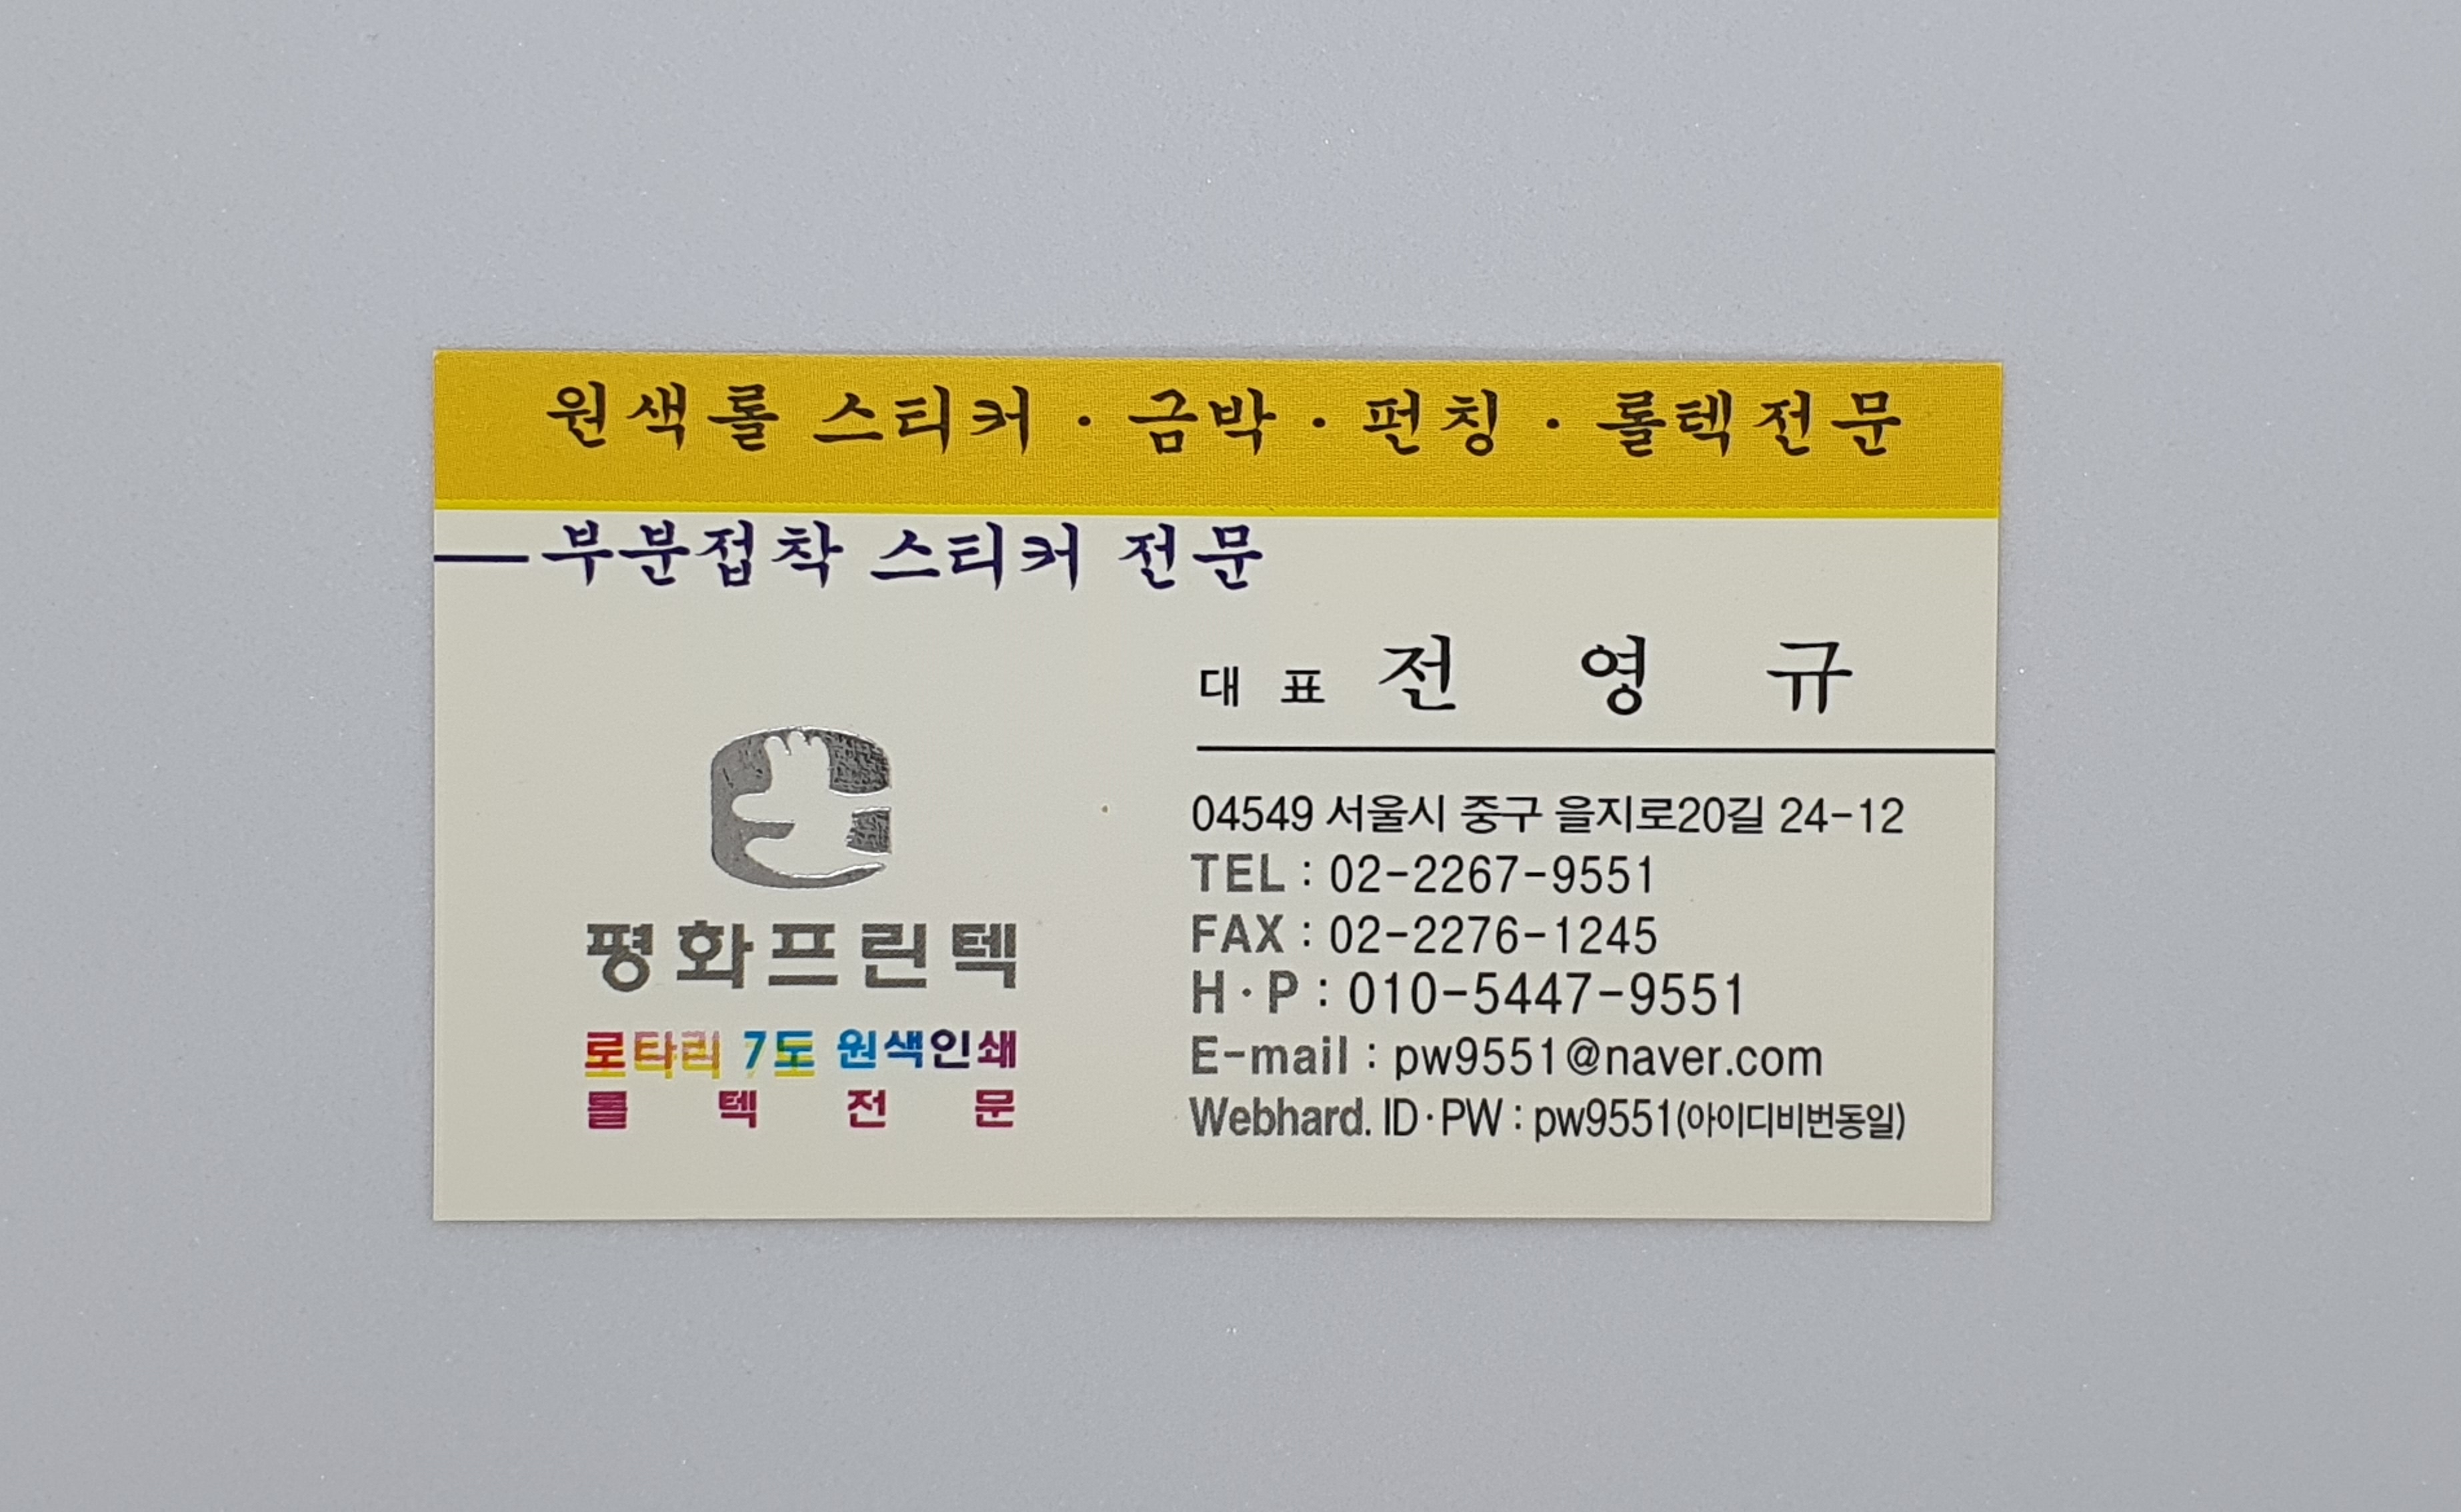 원색롤 스티커 · 금박 · 펀칭 · 롤텍전문
부분접착 스티커 전문
대 표 전 영 규
평화프린텍
로타리 7도 원색인쇄
롤 텍 전 문
04549 서울시 중구 을지로20길 24-12
TEL : 02-2267-9551
FAX : 02-2276-1245
H·P : 010-5447-9551
E-mail : pw9551@naver.com
Webhard. ID·PW : pw9551(아이디비번동일)